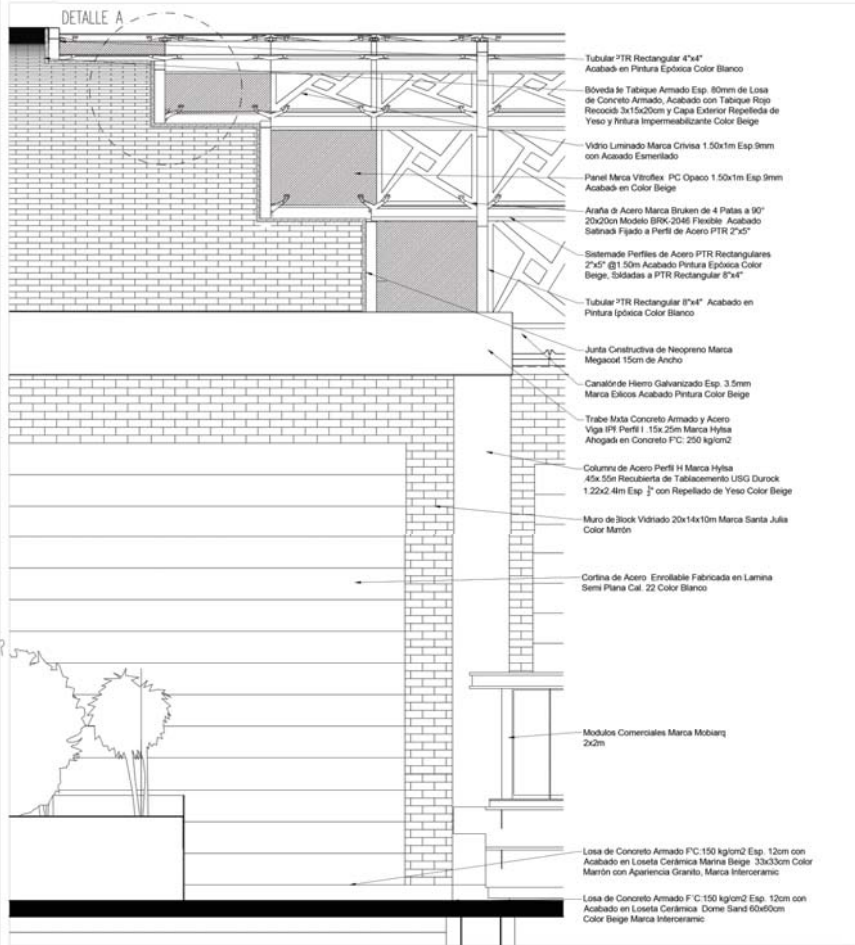 DETALLE A
Tubular PTR Rectangular 4"x4"
Acabado en Pintura Epóxica Color Blanco
Bóveda de Tabique Armado Esp. 80mm de Losa
de Concreto Armado, Acabado con Tabique Rojo
Recocido 3x15x20cm y Capa Exterior Repelleda de
Yeso y Pintura Impermeabilizante Color Beige
Vidrio Luminado Marca Crivisa 1.50x1m Esp 9mm
con Acavado Esmerilado
Panel Marca Vitroflex PC Opaco 1.50x1m Esp 9mm
Acabado en Color Beige
Araña de Acero Marca Bruken de 4 Patas a 90°
20x20cm Modelo BRK-2046 Flexible Acabado
Satinado Fijado a Perfil de Acero PTR 2"x5"
Sistema de Perfiles de Acero PTR Rectangulares
2"x5" @1.50m Acabado Pintura Epóxica Color
Beige, Soldadas a PTR Rectangular 8"x4"
Tubular PTR Rectangular 8"x4" Acabado en
Pintura Epóxica Color Blanco
Junta Constructiva de Neopreno Marca
15cm de Ancho
Canalón de Hierro Galvanizado Esp. 3.5mm
Marca Eolicos Acabado Pintura Color Beige
Trabe Mixta Concreto Armado y Acero
Viga IPR Perfil I .15x.25m Marca Hylsa
Ahogada en Concreto F'C: 250 kg/cm2
Columna de Acero Perfil H Marca Hylsa
.45x.55m Recubierta de Tablacemento USG Durock
1.22x2.44m Esp ½" con Repellado de Yeso Color Beige
Muro de Block Vidriado 20x14x10m Marca Santa Julia
Color Marrón
Cortina de Acero Enrollable Fabricada en Lamina
Semi Plana Cal. 22 Color Blanco
Modulos Comerciales Marca Mobiarq
2x2m
Losa de Concreto Armado F'C:150 kg/cm2 Esp. 12cm con
Acabado en Loseta Cerámica Marina Beige 33x33cm Color
Marrón con Apariencia Granito, Marca Interceramic
Losa de Concreto Armado F'C:150 kg/cm2 Esp. 12cm con
Acabado en Loseta Cerámica Dome Sand 60x60cm
Color Beige Marca Interceramic